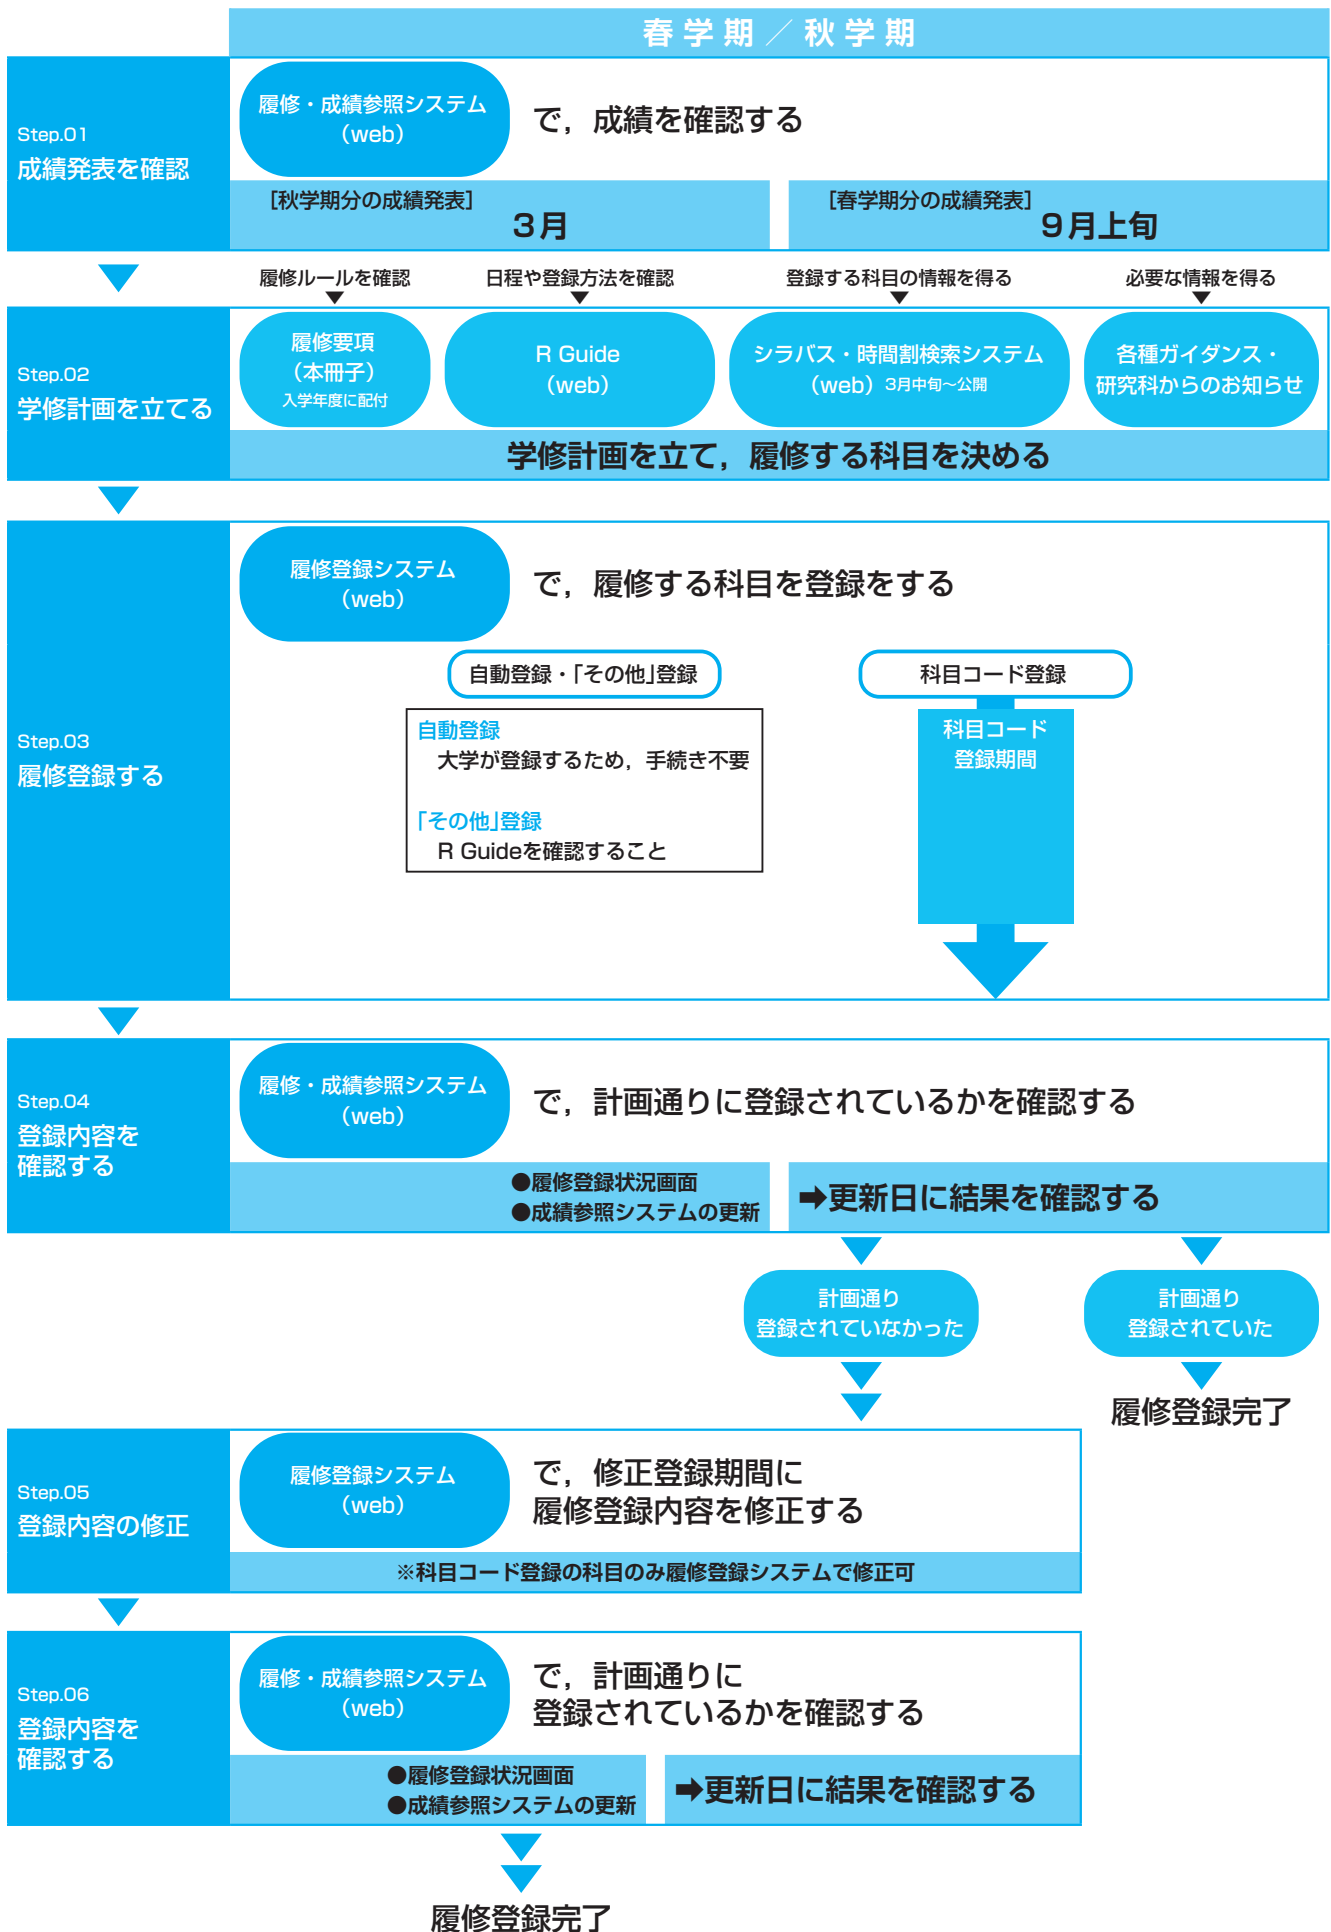 春学期／秋学期
Step.01
成績発表を確認
履修・成績参照システム
（web）
で，成績を確認する
［秋学期分の成績発表］
3月
［春学期分の成績発表］
9月上旬
履修ルールを確認
日程や登録方法を確認
登録する科目の情報を得る
必要な情報を得る
Step.02
学修計画を立てる
履修要項
（本冊子）
入学年度に配付
R Guide
（web）
シラバス・時間割検索システム
（web）3月中旬～公開
各種ガイダンス・
研究科からのお知らせ
学修計画を立て，履修する科目を決める
Step.03
履修登録する
履修登録システム
（web）
で，履修する科目を登録をする
自動登録・「その他」登録
自動登録
大学が登録するため，手続き不要
「その他」登録
R Guideを確認すること
科目コード登録
科目コード
登録期間
Step.04
登録内容を
確認する
履修・成績参照システム
（web）
で，計画通りに登録されているかを確認する
●履修登録状況画面
●成績参照システムの更新
➡更新日に結果を確認する
計画通り
登録されていなかった
計画通り
登録されていた
履修登録完了
Step.05
登録内容の修正
履修登録システム
（web）
で，修正登録期間に
履修登録内容を修正する
※科目コード登録の科目のみ履修登録システムで修正可
Step.06
登録内容を
確認する
履修・成績参照システム
（web）
で，計画通りに
登録されているかを確認する
●履修登録状況画面
●成績参照システムの更新
➡更新日に結果を確認する
履修登録完了